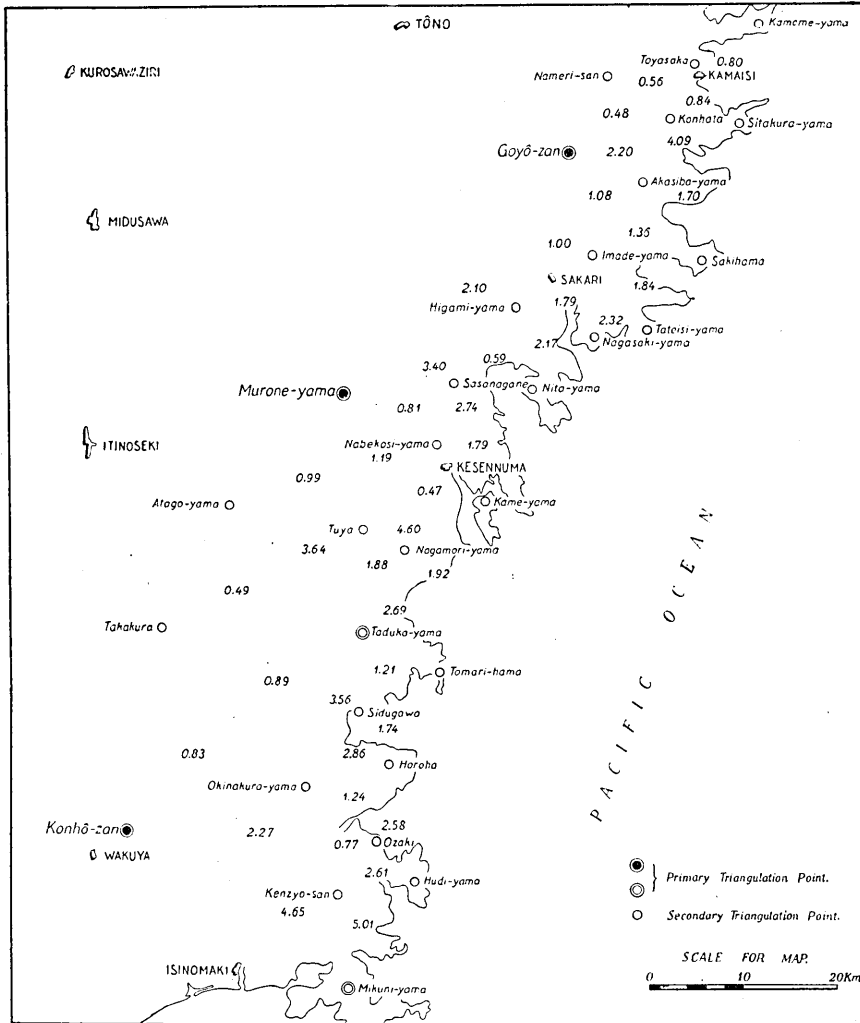 TÔNO
Kamome-yama
KUROSAWAZIRI
Toyasaka
0.80
Nameri-san
0.56
KAMAISI
0.84
0.48
Konhata
Sitakura-yama
4.09
Goyô-zan
2.20
Akasiba-yama
1.08
1.70
MIDUSAWA
1.36
1.00
Imade-yama
Sakihama
SAKARI
2.10
1.84
Higami-yama
1.79
2.32
Tateisi-yama
Nagasaki-yama
2.17
0.59
3.40
Sasanagane
Nita-yama
Murone-yama
0.81
2.74
ITINOSEKI
Nabekosi-yama
1.79
1.19
KESENNUMA
0.99
0.47
Atago-yama
Kame-yama
Tuya
4.60
3.64
Nagamori-yama
1.88
1.92
0.49
2.69
Takakura
Taduka-yama
1.21
Tomari-hama
0.89
3.56
Sidugawa
1.74
0.83
2.86
Horoha
Okinakura-yama
1.24
Konhô-zan
2.27
2.58
0.77
Ozaki
WAKUYA
2.61
Hudi-yama
Kenzyo-san
4.65
5.01
ISINOMAKI
Mikuni-yama
PACIFIC OCEAN
Primary Triangulation Point.
Secondary Triangulation Point.
SCALE FOR MAP.
0 10 20Km